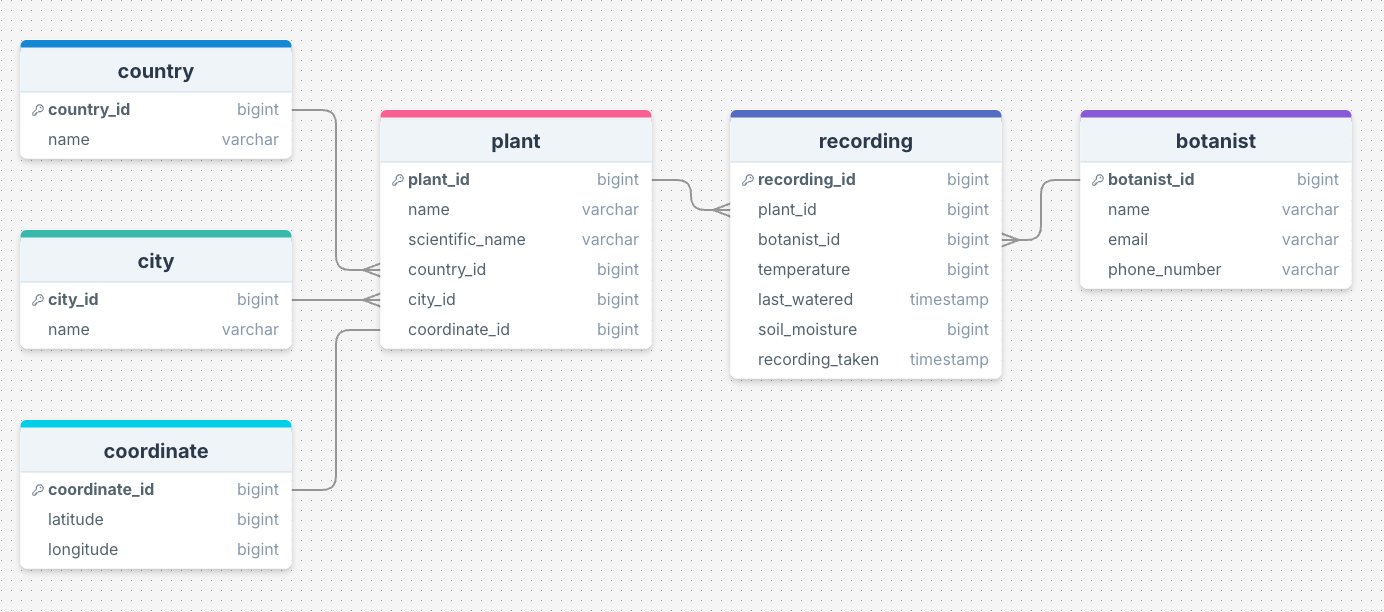 country
country_id bigint
name varchar
city
city_id bigint
name varchar
coordinate
coordinate_id bigint
latitude bigint
longitude bigint
plant
plant_id bigint
name varchar
scientific_name varchar
country_id bigint
city_id bigint
coordinate_id bigint
recording
recording_id bigint
plant_id bigint
botanist_id bigint
temperature bigint
last_watered timestamp
soil_moisture bigint
recording_taken timestamp
botanist
botanist_id bigint
name varchar
email varchar
phone_number varchar